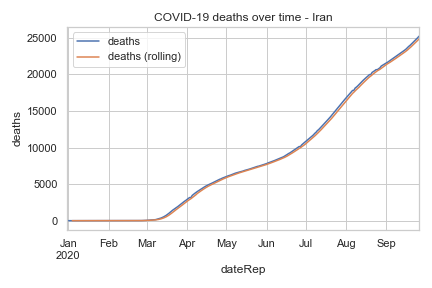 COVID-19 deaths over time - Iran
deaths
deaths (rolling)
25000
20000
15000
10000
5000
0
deaths
Jan Feb Mar Apr May Jun Jul Aug Sep
2020
dateRep